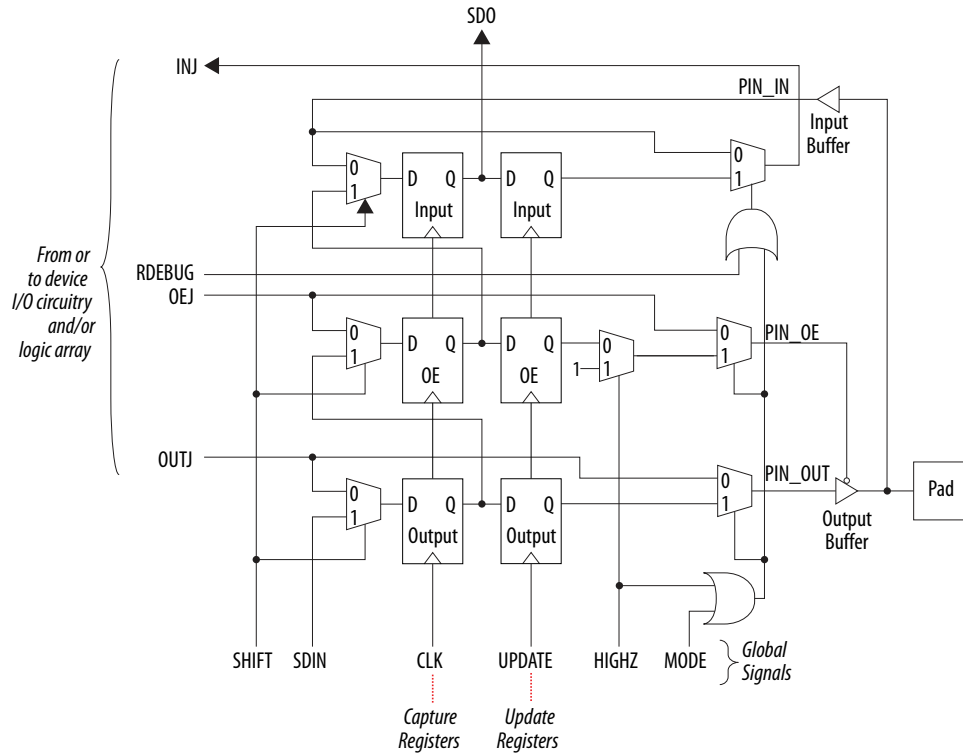 SDO
INJ
PIN_IN
Input
Buffer
0
1
D Q
Input
D Q
Input
0
1
From or
to device
I/O circuitry
and/or
logic array
RDEBUG
OEJ
0
1
D Q
OE
D Q
OE
0
1
1
0
1
PIN_OE
OUTJ
0
1
D Q
Output
D Q
Output
0
1
PIN_OUT
Pad
Output
Buffer
SHIFT SDIN CLK UPDATE HIGHZ MODE
Global
Signals
Capture
Registers
Update
Registers